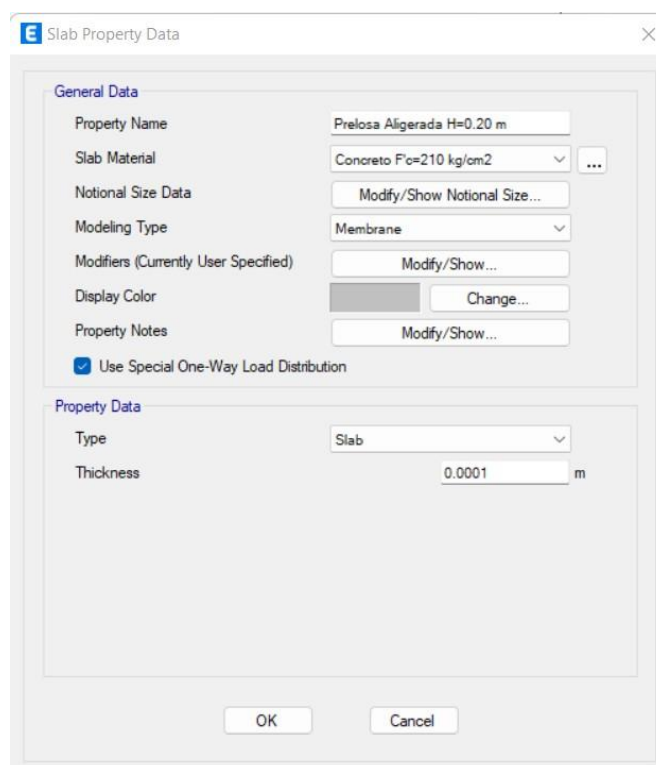 E Slab Property Data
General Data
Property Name Prelosa Aligerada H=0.20 m
Slab Material Concreto F'c=210 kg/cm2 ...
Notional Size Data Modify/Show Notional Size...
Modeling Type Membrane
Modifiers (Currently User Specified) Modify/Show...
Display Color Change...
Property Notes Modify/Show...
Use Special One-Way Load Distribution
Property Data
Type Slab
Thickness 0.0001 m
OK Cancel